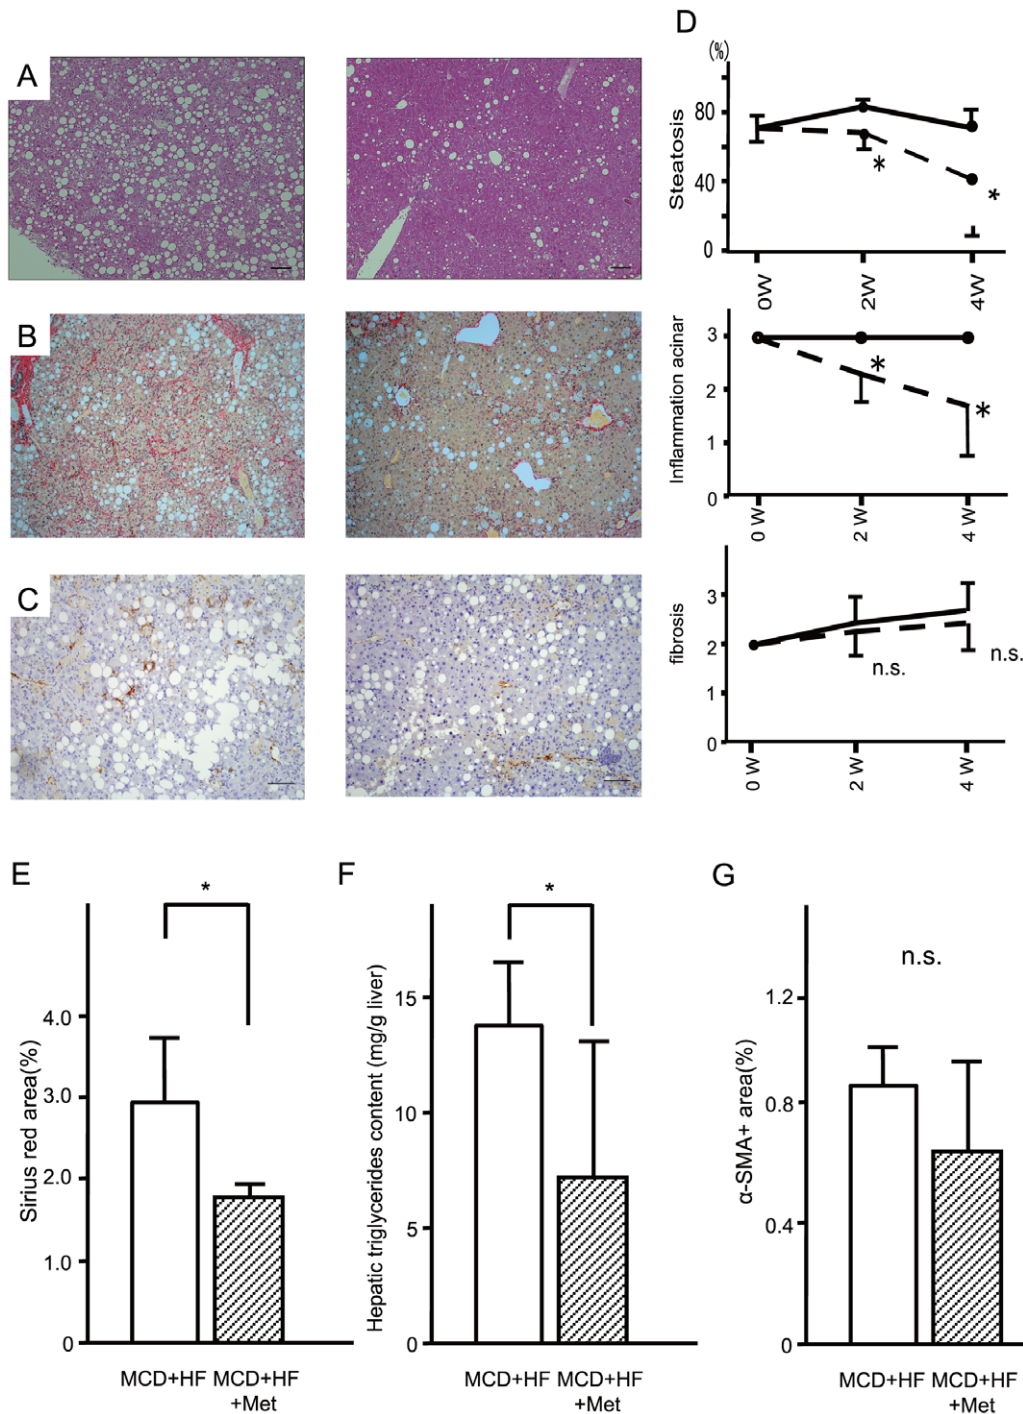 A
B
C
D
(%)
Steatosis
80
40
0
0W
2W
4W
*
*
Inflammation acinar
3
2
1
0
0 W
2 W
4 W
*
*
fibrosis
3
2
1
0
0 W
2 W
4 W
n.s.
n.s.
E
*
Sirius red area(%)
4.0
3.0
2.0
1.0
0
MCD+HF
MCD+HF
+Met
F
*
Hepatic triglycerides content (mg/g liver)
15
10
5
0
MCD+HF
MCD+HF
+Met
G
n.s.
α-SMA+ area(%)
1.2
0.8
0.4
0
MCD+HF
MCD+HF
+Met